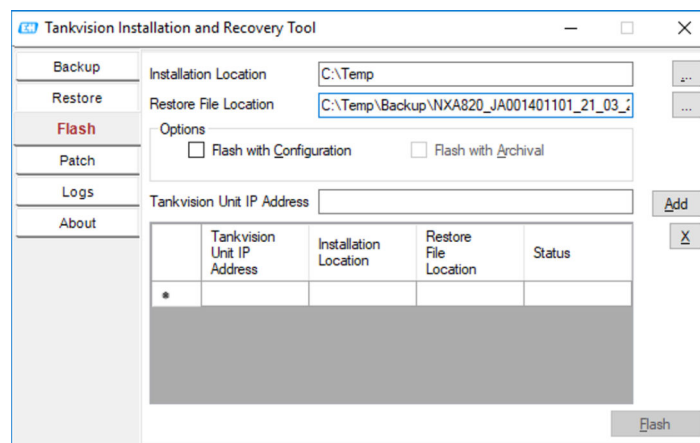 EH Tankvision Installation and Recovery Tool
Backup
Restore
Flash
Patch
Logs
About
Installation Location C:\Temp ...
Restore File Location C:\Temp\Backup\NXA820_JA001401101_21_03_2 ...
Options
Flash with Configuration Flash with Archival
Tankvision Unit IP Address Add
X
Tankvision Unit IP Address Installation Location Restore File Location Status
*
Flash